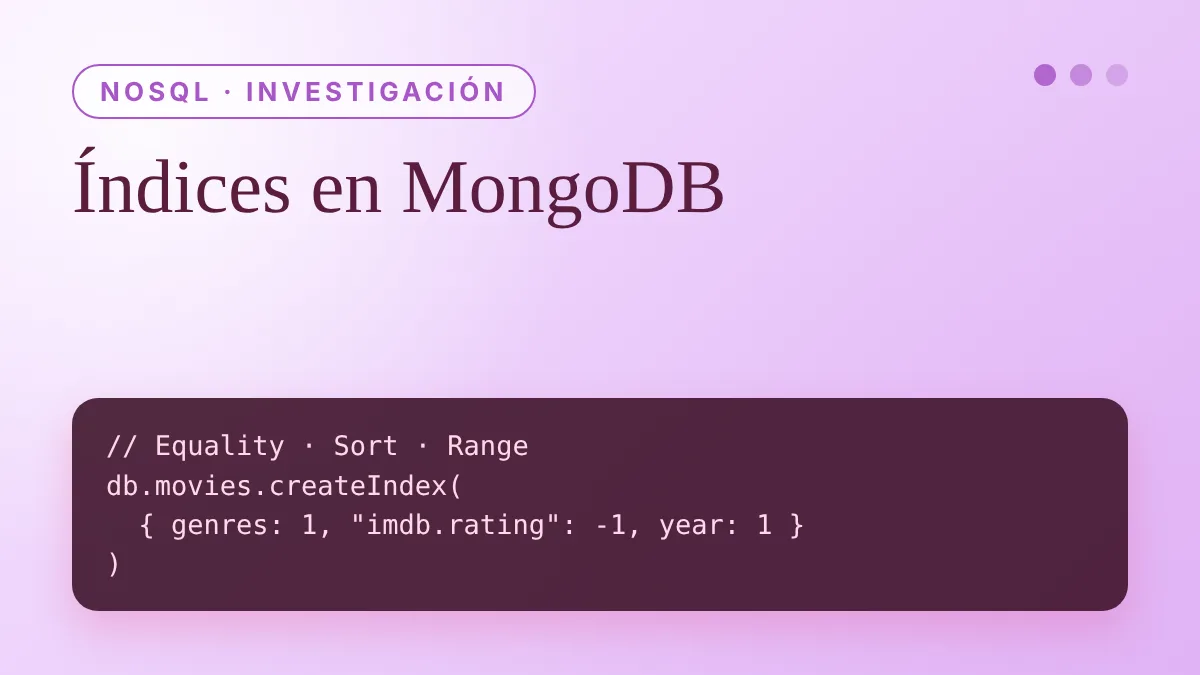 NOSQL · INVESTIGACIÓN
Índices en MongoDB
// Equality · Sort · Range
db.movies.createIndex(
  { genres: 1, "imdb.rating": -1, year: 1 }
)